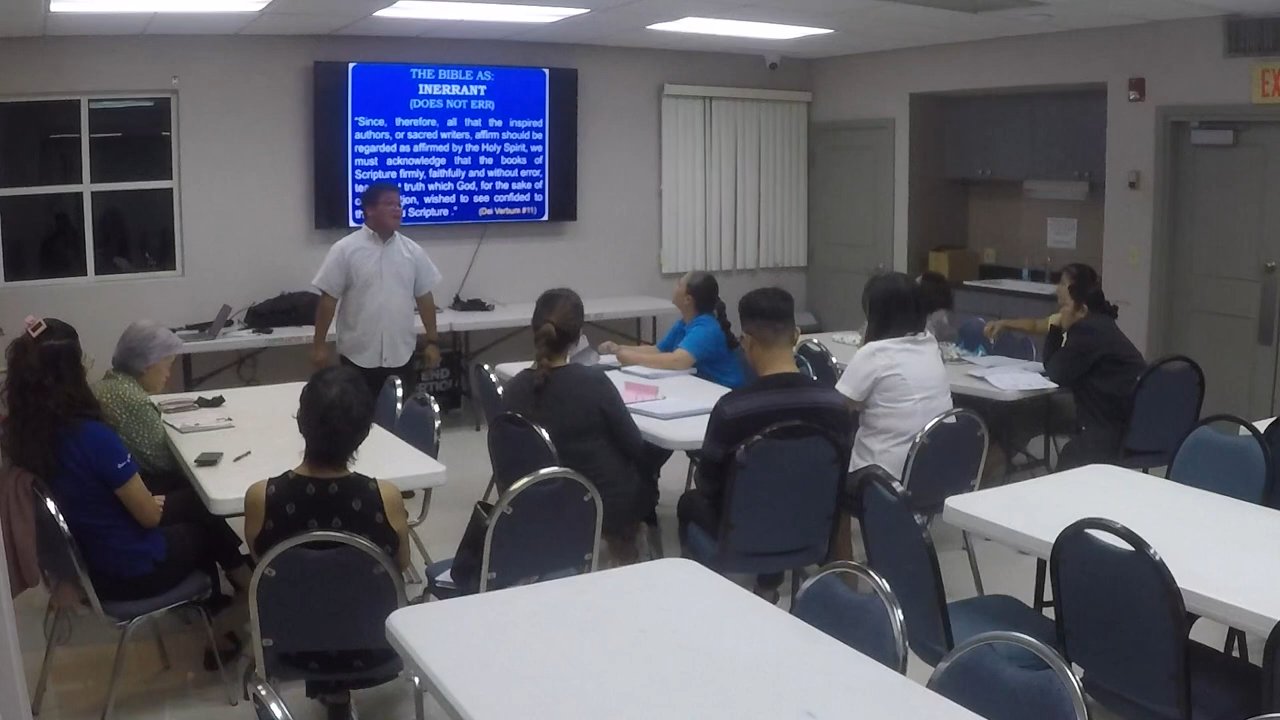 THE BIBLE AS:
INERRANT
(DOES NOT ERR)
"Since, therefore, all that the inspired
authors, or sacred writers, affirm should be
regarded as affirmed by the Holy Spirit, we
must acknowledge that the books of
Scripture firmly, faithfully and without error,
truth which God, for the sake of
wished to see confided to
Scripture." (Dei Verbum #11)
EX
END